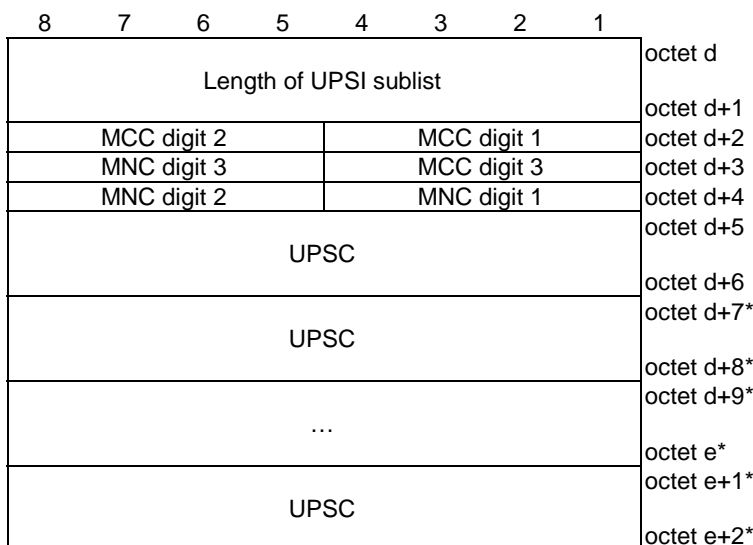 8 7 6 5 4 3 2 1
octet d
Length of UPSI sublist
octet d+1
MCC digit 2 MCC digit 1 octet d+2
MNC digit 3 MCC digit 3 octet d+3
MNC digit 2 MNC digit 1 octet d+4
octet d+5
UPSC
octet d+6
octet d+7*
UPSC
octet d+8*
octet d+9*
…
octet e*
octet e+1*
UPSC
octet e+2*